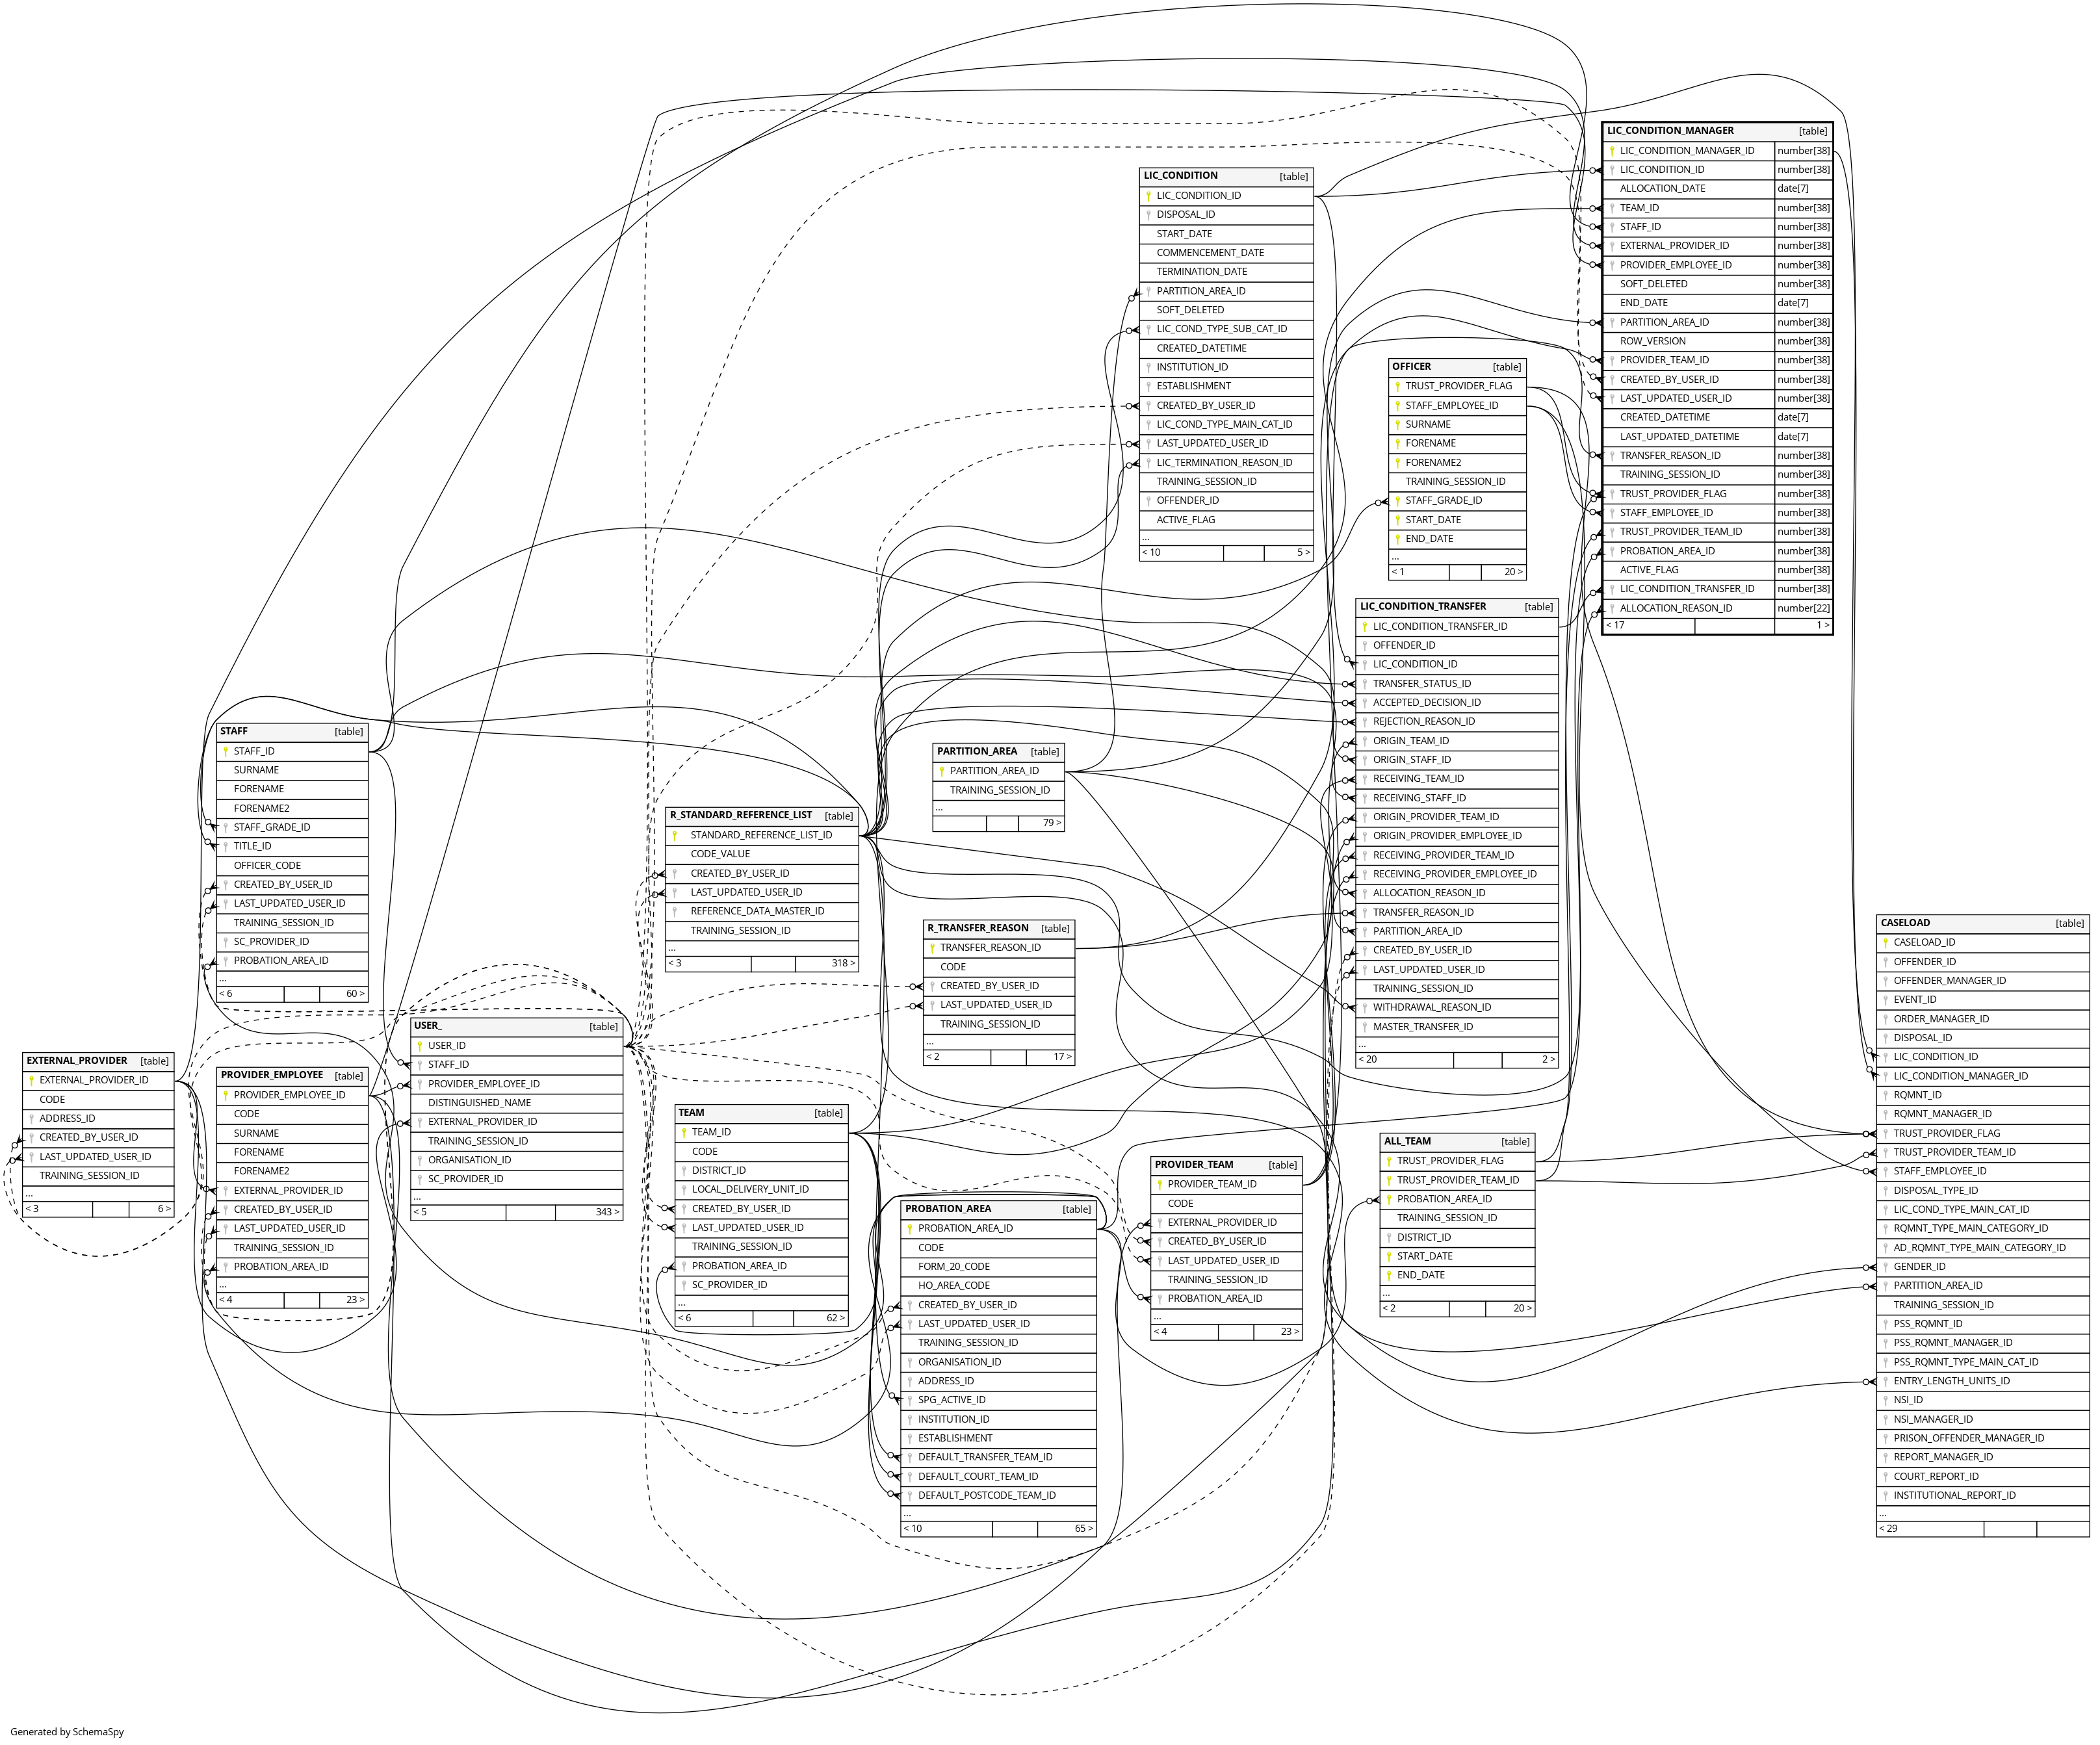 LIC_CONDITION_MANAGER [table]
LIC_CONDITION_MANAGER_ID number[38]
LIC_CONDITION_ID number[38]
ALLOCATION_DATE date[7]
TEAM_ID number[38]
STAFF_ID number[38]
EXTERNAL_PROVIDER_ID number[38]
PROVIDER_EMPLOYEE_ID number[38]
SOFT_DELETED number[38]
END_DATE date[7]
PARTITION_AREA_ID number[38]
ROW_VERSION number[38]
PROVIDER_TEAM_ID number[38]
CREATED_BY_USER_ID number[38]
LAST_UPDATED_USER_ID number[38]
CREATED_DATETIME date[7]
LAST_UPDATED_DATETIME date[7]
TRANSFER_REASON_ID number[38]
TRAINING_SESSION_ID number[38]
TRUST_PROVIDER_FLAG number[38]
STAFF_EMPLOYEE_ID number[38]
TRUST_PROVIDER_TEAM_ID number[38]
PROBATION_AREA_ID number[38]
ACTIVE_FLAG number[38]
LIC_CONDITION_TRANSFER_ID number[38]
ALLOCATION_REASON_ID number[22]
< 17 1 >
LIC_CONDITION [table]
LIC_CONDITION_ID
DISPOSAL_ID
START_DATE
COMMENCEMENT_DATE
TERMINATION_DATE
PARTITION_AREA_ID
SOFT_DELETED
LIC_COND_TYPE_SUB_CAT_ID
CREATED_DATETIME
INSTITUTION_ID
ESTABLISHMENT
CREATED_BY_USER_ID
LIC_COND_TYPE_MAIN_CAT_ID
LAST_UPDATED_USER_ID
LIC_TERMINATION_REASON_ID
TRAINING_SESSION_ID
OFFENDER_ID
ACTIVE_FLAG
...
< 10 5 >
OFFICER [table]
TRUST_PROVIDER_FLAG
STAFF_EMPLOYEE_ID
SURNAME
FORENAME
FORENAME2
TRAINING_SESSION_ID
STAFF_GRADE_ID
START_DATE
END_DATE
...
< 1 20 >
LIC_CONDITION_TRANSFER [table]
LIC_CONDITION_TRANSFER_ID
OFFENDER_ID
LIC_CONDITION_ID
TRANSFER_STATUS_ID
ACCEPTED_DECISION_ID
REJECTION_REASON_ID
ORIGIN_TEAM_ID
ORIGIN_STAFF_ID
RECEIVING_TEAM_ID
RECEIVING_STAFF_ID
ORIGIN_PROVIDER_TEAM_ID
ORIGIN_PROVIDER_EMPLOYEE_ID
RECEIVING_PROVIDER_TEAM_ID
RECEIVING_PROVIDER_EMPLOYEE_ID
ALLOCATION_REASON_ID
TRANSFER_REASON_ID
PARTITION_AREA_ID
CREATED_BY_USER_ID
LAST_UPDATED_USER_ID
TRAINING_SESSION_ID
WITHDRAWAL_REASON_ID
MASTER_TRANSFER_ID
...
< 20 2 >
STAFF [table]
STAFF_ID
SURNAME
FORENAME
FORENAME2
STAFF_GRADE_ID
TITLE_ID
OFFICER_CODE
CREATED_BY_USER_ID
LAST_UPDATED_USER_ID
TRAINING_SESSION_ID
SC_PROVIDER_ID
PROBATION_AREA_ID
...
< 6 60 >
PARTITION_AREA [table]
PARTITION_AREA_ID
TRAINING_SESSION_ID
...
79 >
R_STANDARD_REFERENCE_LIST [table]
STANDARD_REFERENCE_LIST_ID
CODE_VALUE
CREATED_BY_USER_ID
LAST_UPDATED_USER_ID
REFERENCE_DATA_MASTER_ID
TRAINING_SESSION_ID
...
< 3 318 >
R_TRANSFER_REASON [table]
TRANSFER_REASON_ID
CODE
CREATED_BY_USER_ID
LAST_UPDATED_USER_ID
TRAINING_SESSION_ID
...
< 2 17 >
CASELOAD [table]
CASELOAD_ID
OFFENDER_ID
OFFENDER_MANAGER_ID
EVENT_ID
ORDER_MANAGER_ID
DISPOSAL_ID
LIC_CONDITION_ID
LIC_CONDITION_MANAGER_ID
RQMNT_ID
RQMNT_MANAGER_ID
TRUST_PROVIDER_FLAG
TRUST_PROVIDER_TEAM_ID
STAFF_EMPLOYEE_ID
DISPOSAL_TYPE_ID
LIC_COND_TYPE_MAIN_CAT_ID
RQMNT_TYPE_MAIN_CATEGORY_ID
AD_RQMNT_TYPE_MAIN_CATEGORY_ID
GENDER_ID
PARTITION_AREA_ID
TRAINING_SESSION_ID
PSS_RQMNT_ID
PSS_RQMNT_MANAGER_ID
PSS_RQMNT_TYPE_MAIN_CAT_ID
ENTRY_LENGTH_UNITS_ID
NSI_ID
NSI_MANAGER_ID
PRISON_OFFENDER_MANAGER_ID
REPORT_MANAGER_ID
COURT_REPORT_ID
INSTITUTIONAL_REPORT_ID
...
< 29
USER_ [table]
USER_ID
STAFF_ID
PROVIDER_EMPLOYEE_ID
DISTINGUISHED_NAME
EXTERNAL_PROVIDER_ID
TRAINING_SESSION_ID
ORGANISATION_ID
SC_PROVIDER_ID
...
< 5 343 >
EXTERNAL_PROVIDER [table]
EXTERNAL_PROVIDER_ID
CODE
ADDRESS_ID
CREATED_BY_USER_ID
LAST_UPDATED_USER_ID
TRAINING_SESSION_ID
...
< 3 6 >
PROVIDER_EMPLOYEE [table]
PROVIDER_EMPLOYEE_ID
CODE
SURNAME
FORENAME
FORENAME2
EXTERNAL_PROVIDER_ID
CREATED_BY_USER_ID
LAST_UPDATED_USER_ID
TRAINING_SESSION_ID
PROBATION_AREA_ID
...
< 4 23 >
TEAM [table]
TEAM_ID
CODE
DISTRICT_ID
LOCAL_DELIVERY_UNIT_ID
CREATED_BY_USER_ID
LAST_UPDATED_USER_ID
TRAINING_SESSION_ID
PROBATION_AREA_ID
SC_PROVIDER_ID
...
< 6 62 >
PROBATION_AREA [table]
PROBATION_AREA_ID
CODE
FORM_20_CODE
HO_AREA_CODE
CREATED_BY_USER_ID
LAST_UPDATED_USER_ID
TRAINING_SESSION_ID
ORGANISATION_ID
ADDRESS_ID
SPG_ACTIVE_ID
INSTITUTION_ID
ESTABLISHMENT
DEFAULT_TRANSFER_TEAM_ID
DEFAULT_COURT_TEAM_ID
DEFAULT_POSTCODE_TEAM_ID
...
< 10 65 >
PROVIDER_TEAM [table]
PROVIDER_TEAM_ID
CODE
EXTERNAL_PROVIDER_ID
CREATED_BY_USER_ID
LAST_UPDATED_USER_ID
TRAINING_SESSION_ID
PROBATION_AREA_ID
...
< 4 23 >
ALL_TEAM [table]
TRUST_PROVIDER_FLAG
TRUST_PROVIDER_TEAM_ID
PROBATION_AREA_ID
TRAINING_SESSION_ID
DISTRICT_ID
START_DATE
END_DATE
...
< 2 20 >
Generated by SchemaSpy